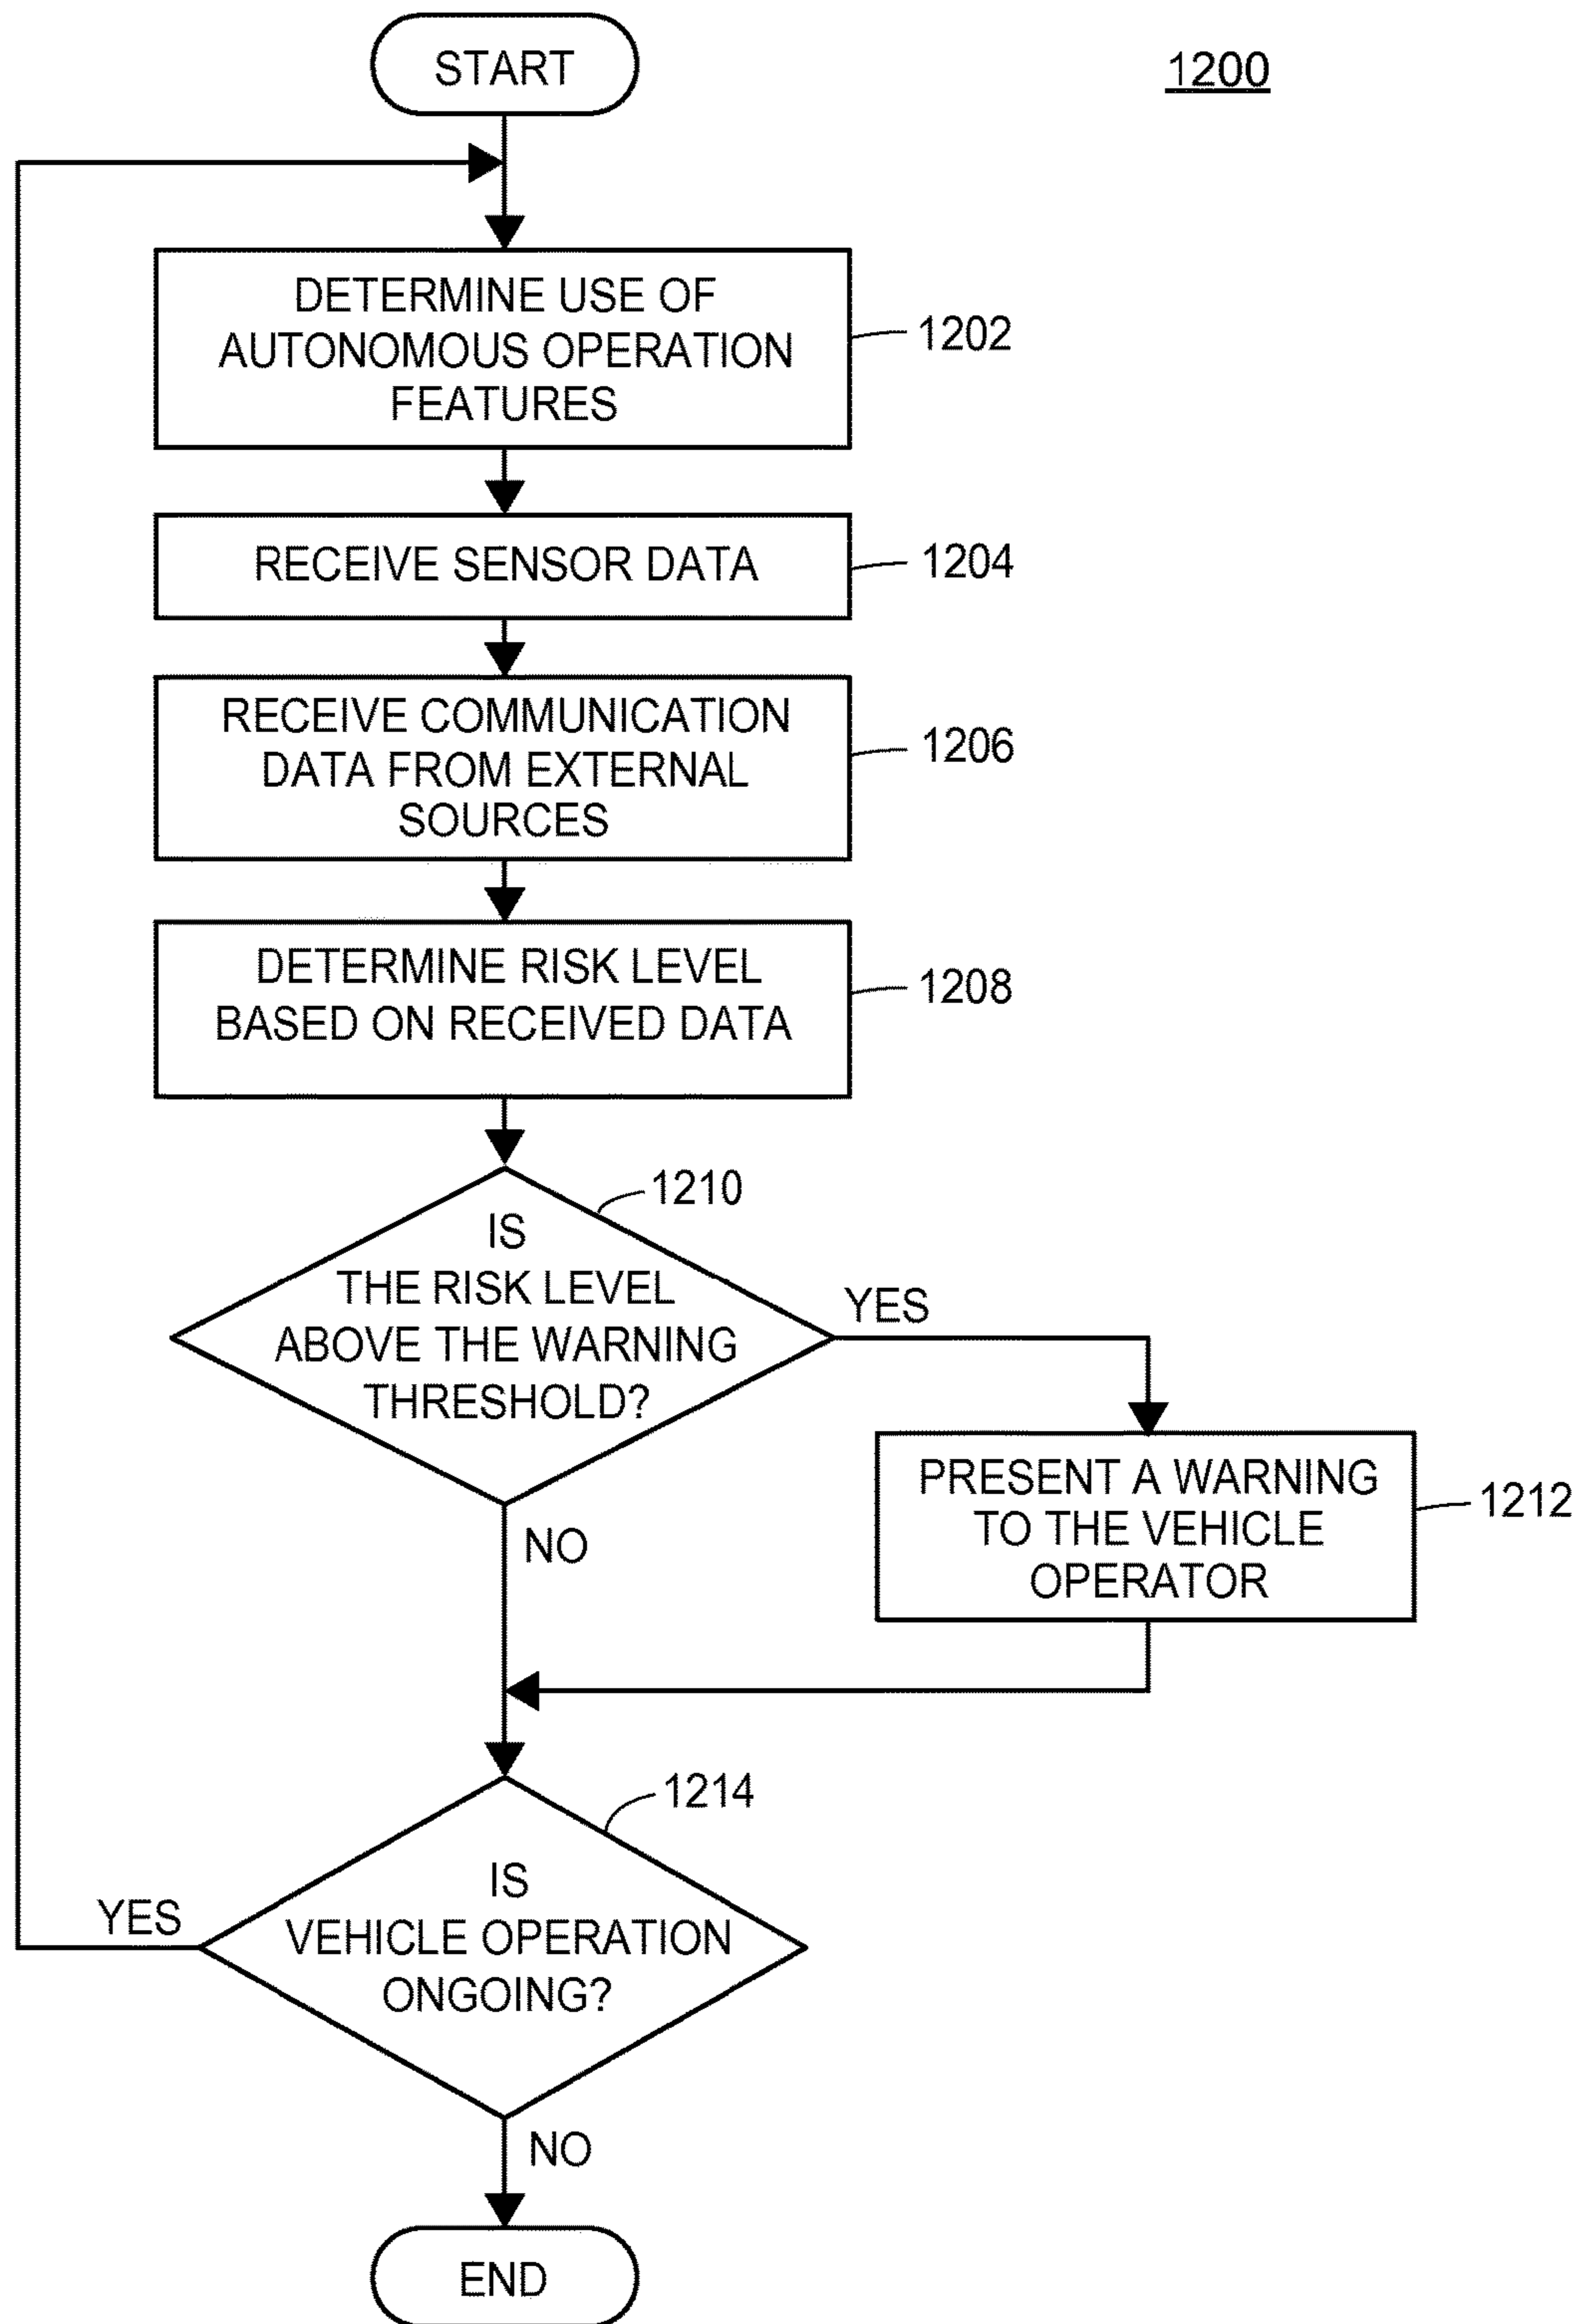 START
1200
DETERMINE USE OF
AUTONOMOUS OPERATION
FEATURES
1202
RECEIVE SENSOR DATA
1204
RECEIVE COMMUNICATION
DATA FROM EXTERNAL
SOURCES
1206
DETERMINE RISK LEVEL
BASED ON RECEIVED DATA
1208
1210
IS
THE RISK LEVEL
ABOVE THE WARNING
THRESHOLD?
YES
NO
PRESENT A WARNING
TO THE VEHICLE
OPERATOR
1212
1214
IS
VEHICLE OPERATION
ONGOING?
YES
NO
END